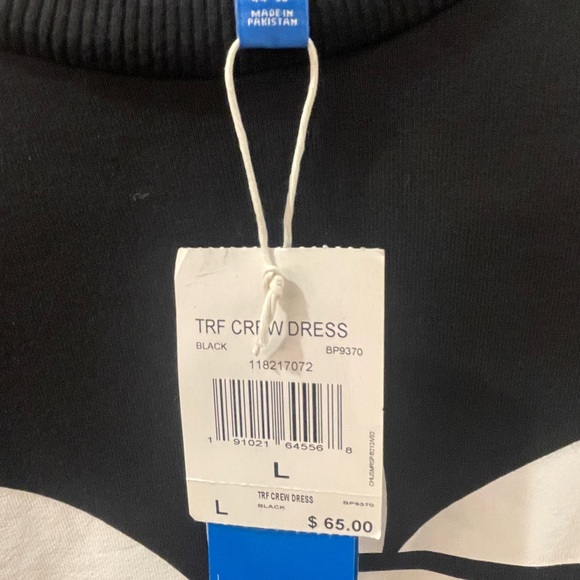 MADE IN
PAKISTAN
TRF CREW DRESS
BLACK BP9370
118217072
1 91021 64556 8
L
TRF CREW DRESS
L BLACK BP9370
$ 65.00